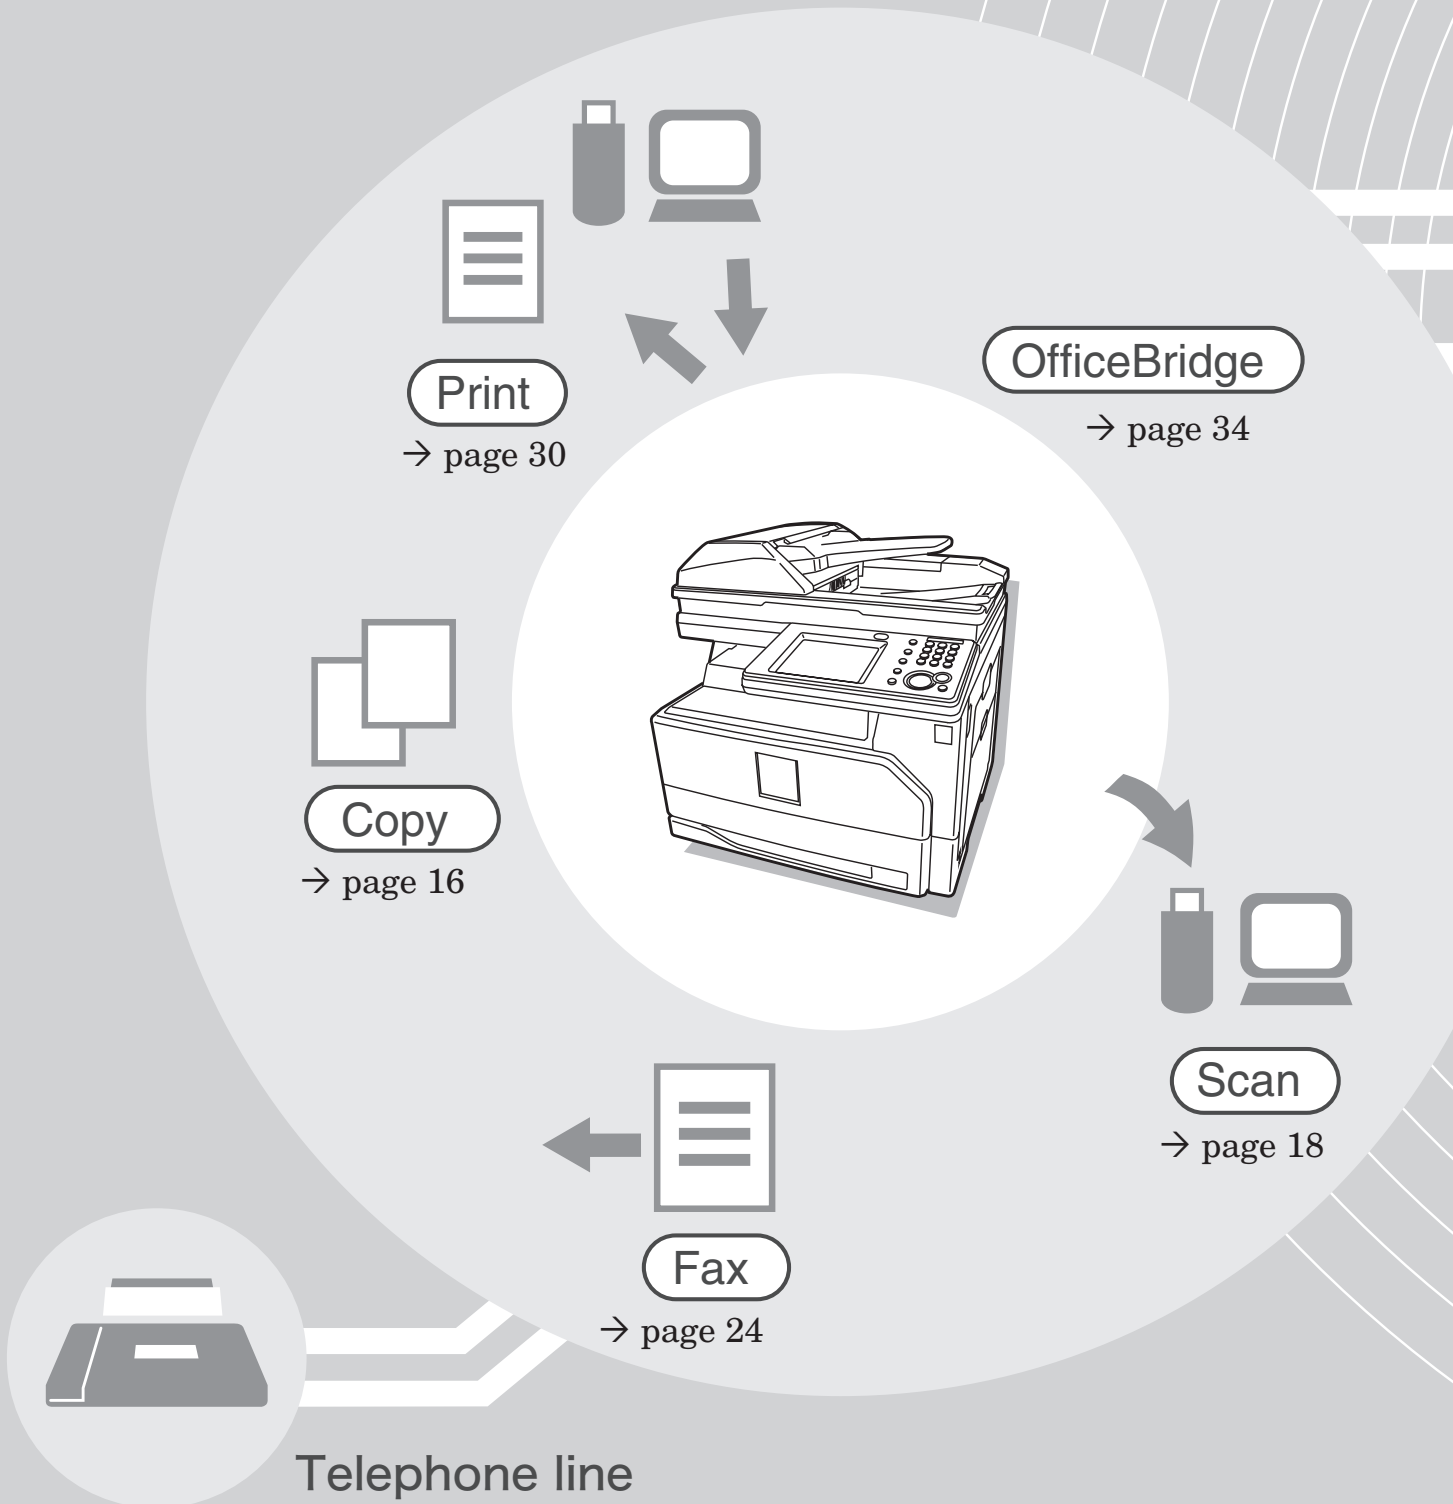 Print
→ page 30
OfficeBridge
→ page 34
Copy
→ page 16
Scan
→ page 18
Fax
→ page 24
Telephone line